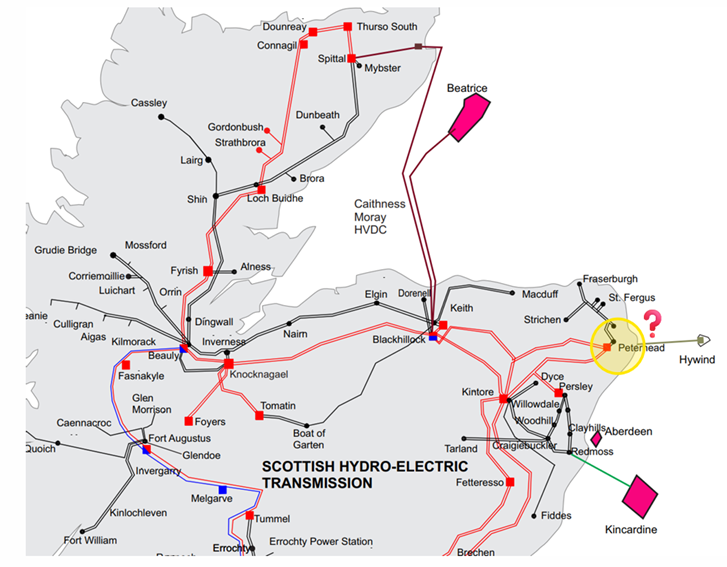 Dounreay
Thurso South
Connagil
Spittal
Mybster
Beatrice
Cassley
Dunbeath
Gordonbush
Strathbrora
Lairg
Brora
Shin
Loch Buidhe
Caithness
Moray
HVDC
Grudie Bridge
Mossford
Corriemoillie
Fyrish
Alness
Luichart
Orrin
Fraserburgh
St. Fergus
Elgin
Dorenell
Macduff
Keith
Strichen
?
eanie
Culligran
Dingwall
Aigas
Kilmorack
Inverness
Nairn
Blackhillock
Peterhead
Hywind
Beauly
Fasnakyle
Knocknagael
Dyce
Persley
Kintore
Willowdale
Glen
Morrison
Tomatin
Foyers
Woodhill
Clayhills
Aberdeen
Caennacroc
Fort Augustus
Boat of
Garten
Quoich
Glendoe
Tarland
Craigiebuckler
Redmoss
Invergarry
SCOTTISH HYDRO-ELECTRIC
TRANSMISSION
Fetteresso
Melgarve
Kinlochleven
Tummel
Fiddes
Kincardine
Fort William
Errochty
Errochty Power Station
Brechen